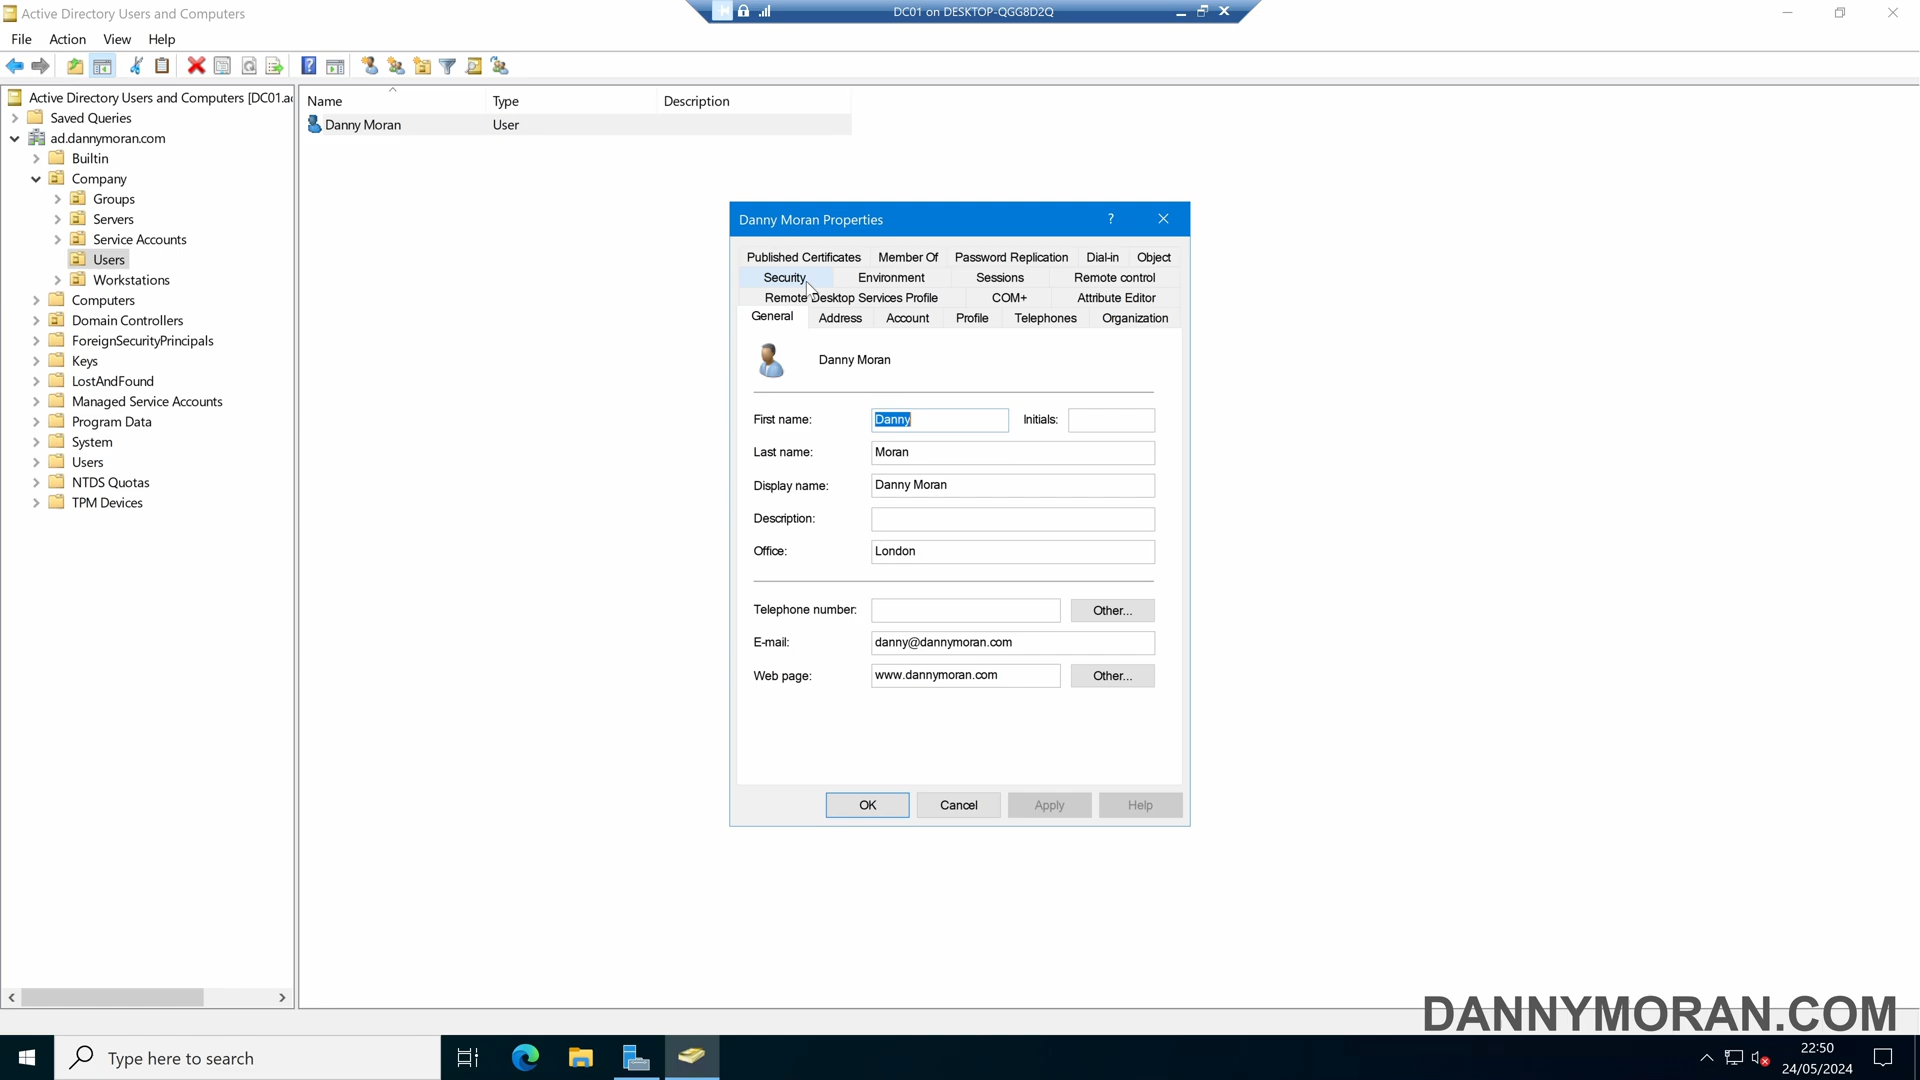 Active Directory Users and Computers
DC01 on DESKTOP-QGG8D2Q
File Action View Help
Active Directory Users and Computers [DC01.a
Saved Queries
ad.dannymoran.com
Builtin
Company
Groups
Servers
Service Accounts
Users
Workstations
Computers
Domain Controllers
ForeignSecurityPrincipals
Keys
LostAndFound
Managed Service Accounts
Program Data
System
Users
NTDS Quotas
TPM Devices
Name Type Description
Danny Moran User
Danny Moran Properties
Published Certificates Member Of Password Replication Dial-in Object
Security Environment Sessions Remote control
Remote Desktop Services Profile COM+ Attribute Editor
General Address Account Profile Telephones Organization
Danny Moran
First name: Danny Initials:
Last name: Moran
Display name: Danny Moran
Description:
Office: London
Telephone number: Other...
E-mail: danny@dannymoran.com
Web page: www.dannymoran.com Other...
OK Cancel Apply Help
DANNYMORAN.COM
Type here to search
22:50
24/05/2024